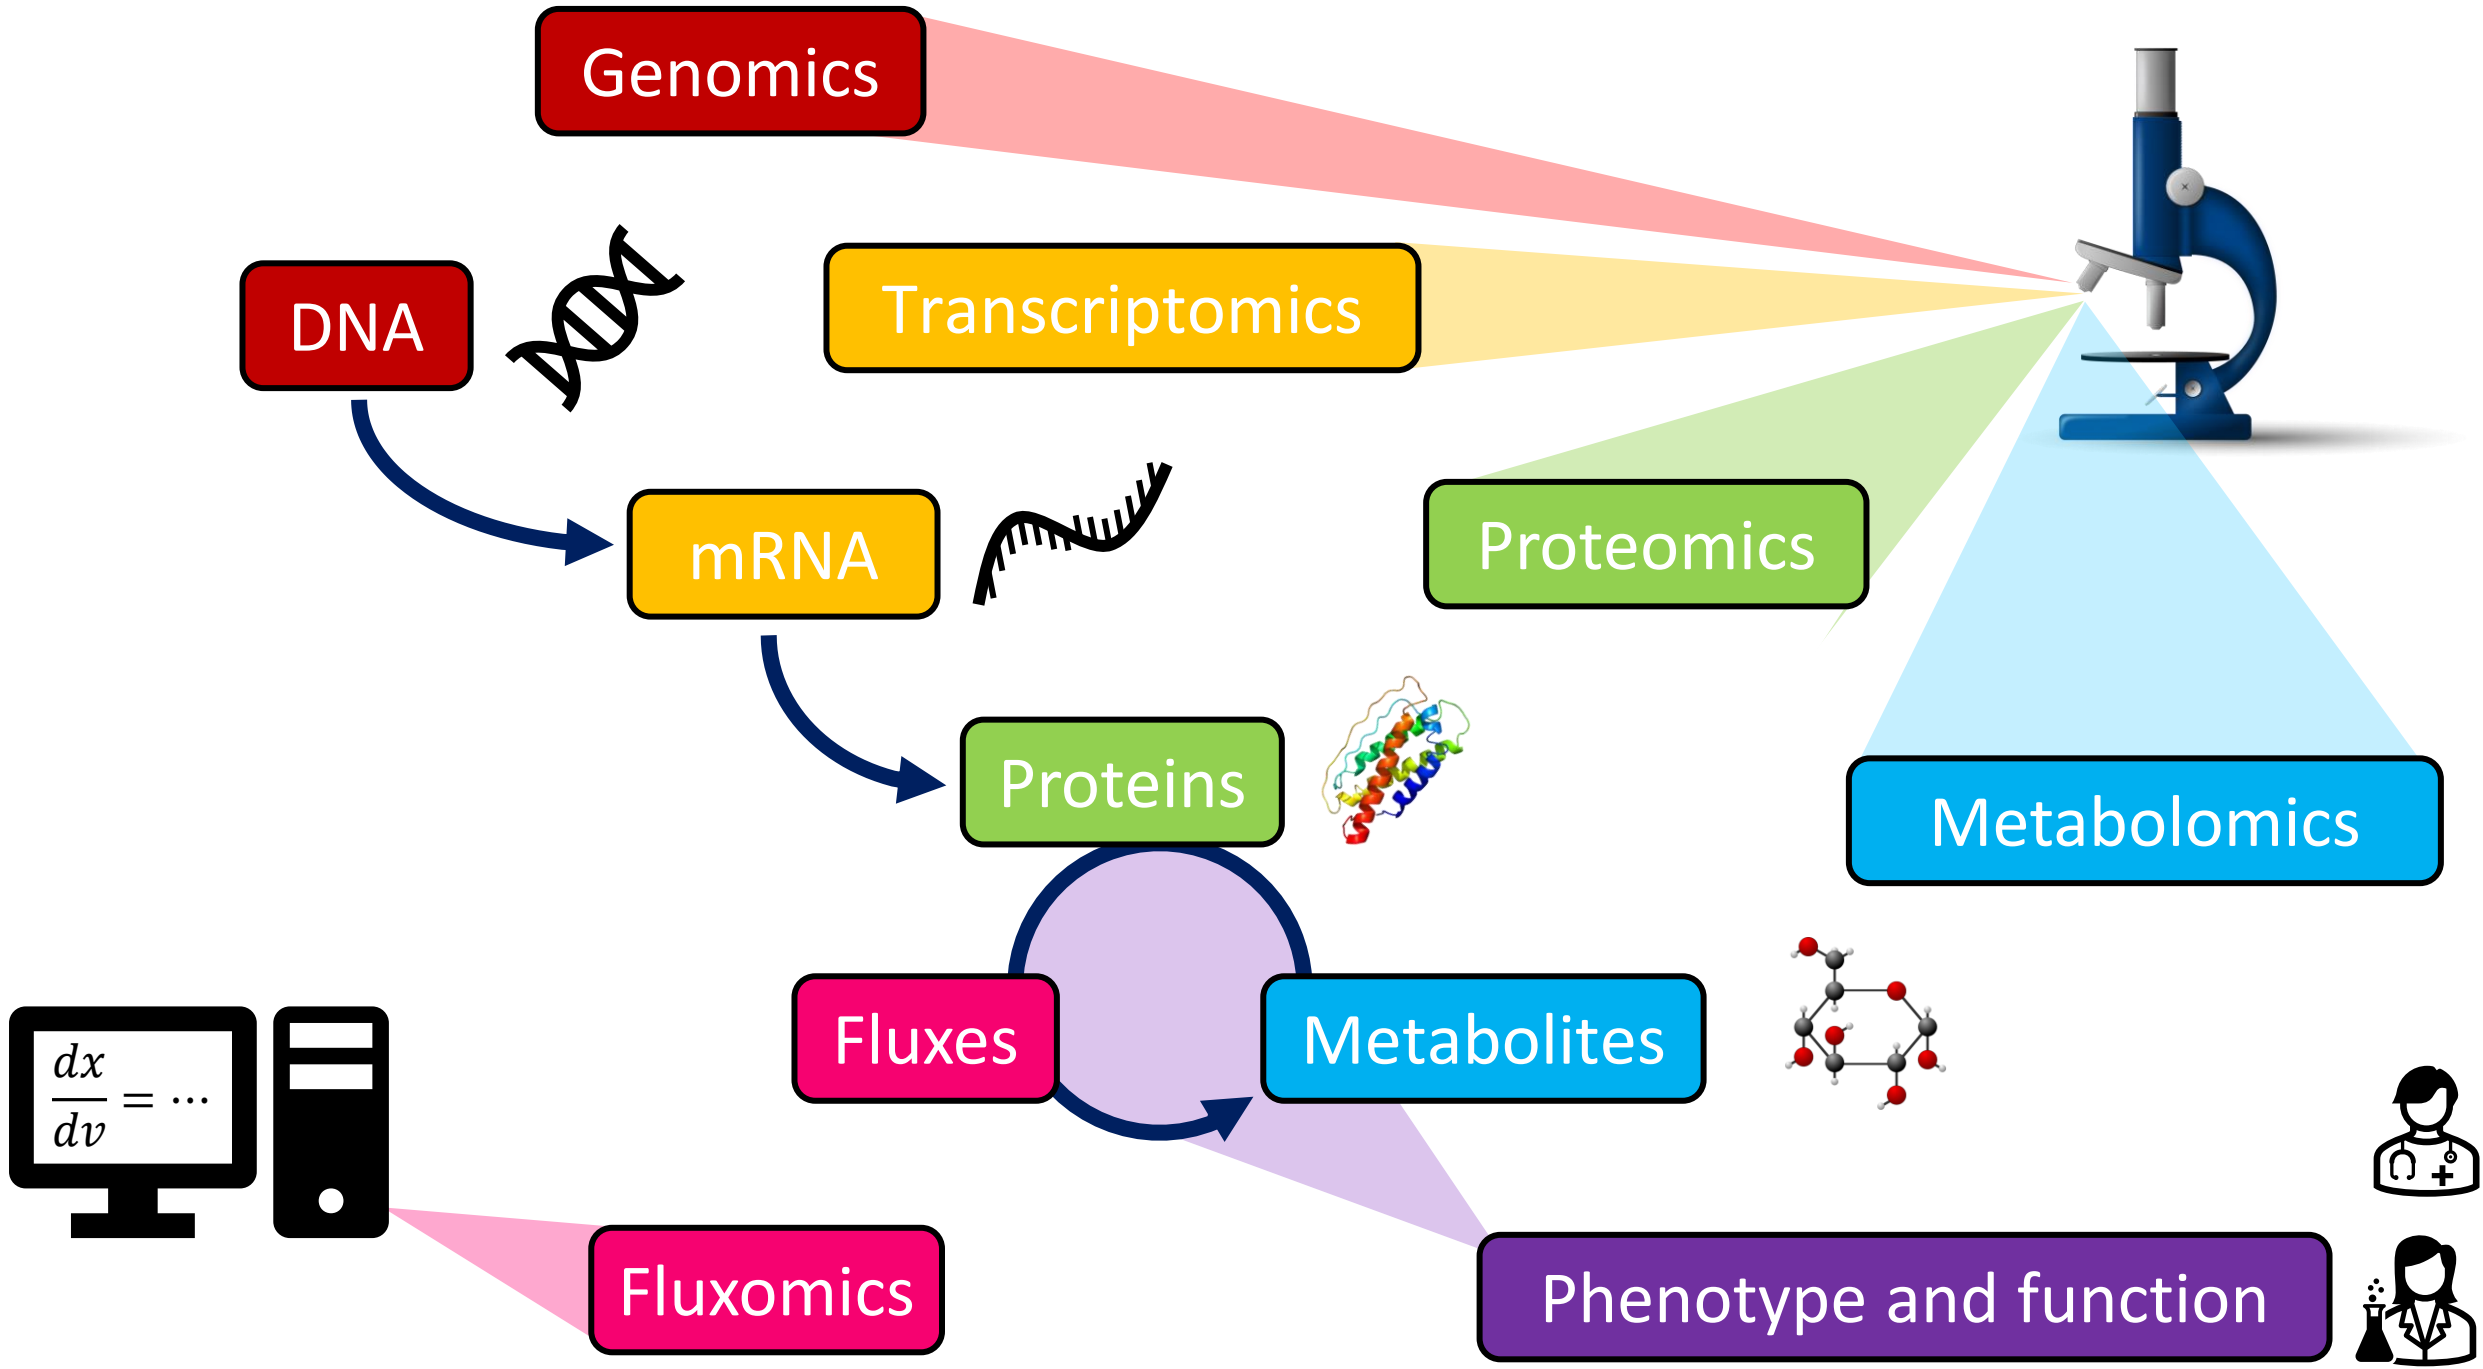 Genomics
DNA
Transcriptomics
mRNA
Proteomics
Proteins
Metabolomics
Fluxes
Metabolites
dx
dv
= ⋯
Fluxomics
Phenotype and function